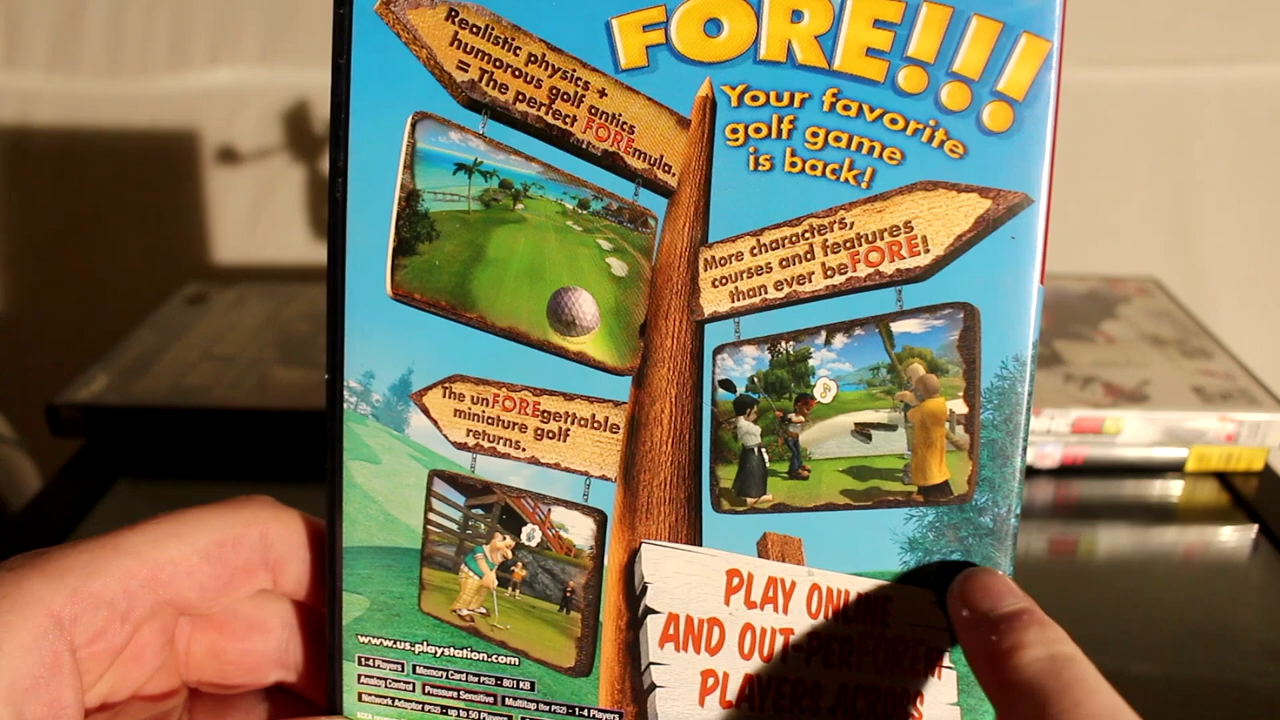 FORE!!!
Your favorite
golf game
is back!
Realistic physics +
humorous golf antics
= The perfect FOREmula.
More characters,
courses and features
than ever beFORE!
The unFOREgettable
miniature golf
returns.
PLAY ONLINE
AND OUT-PERFORM
PLAYERS
www.us.playstation.com
1-4 Players
Memory Card (for PS2) - 801 KB
Analog Control
Pressure Sensitive
Multitap (for PS2) - 1-4 Players
Network Adaptor (PS2) - up to 50 Players